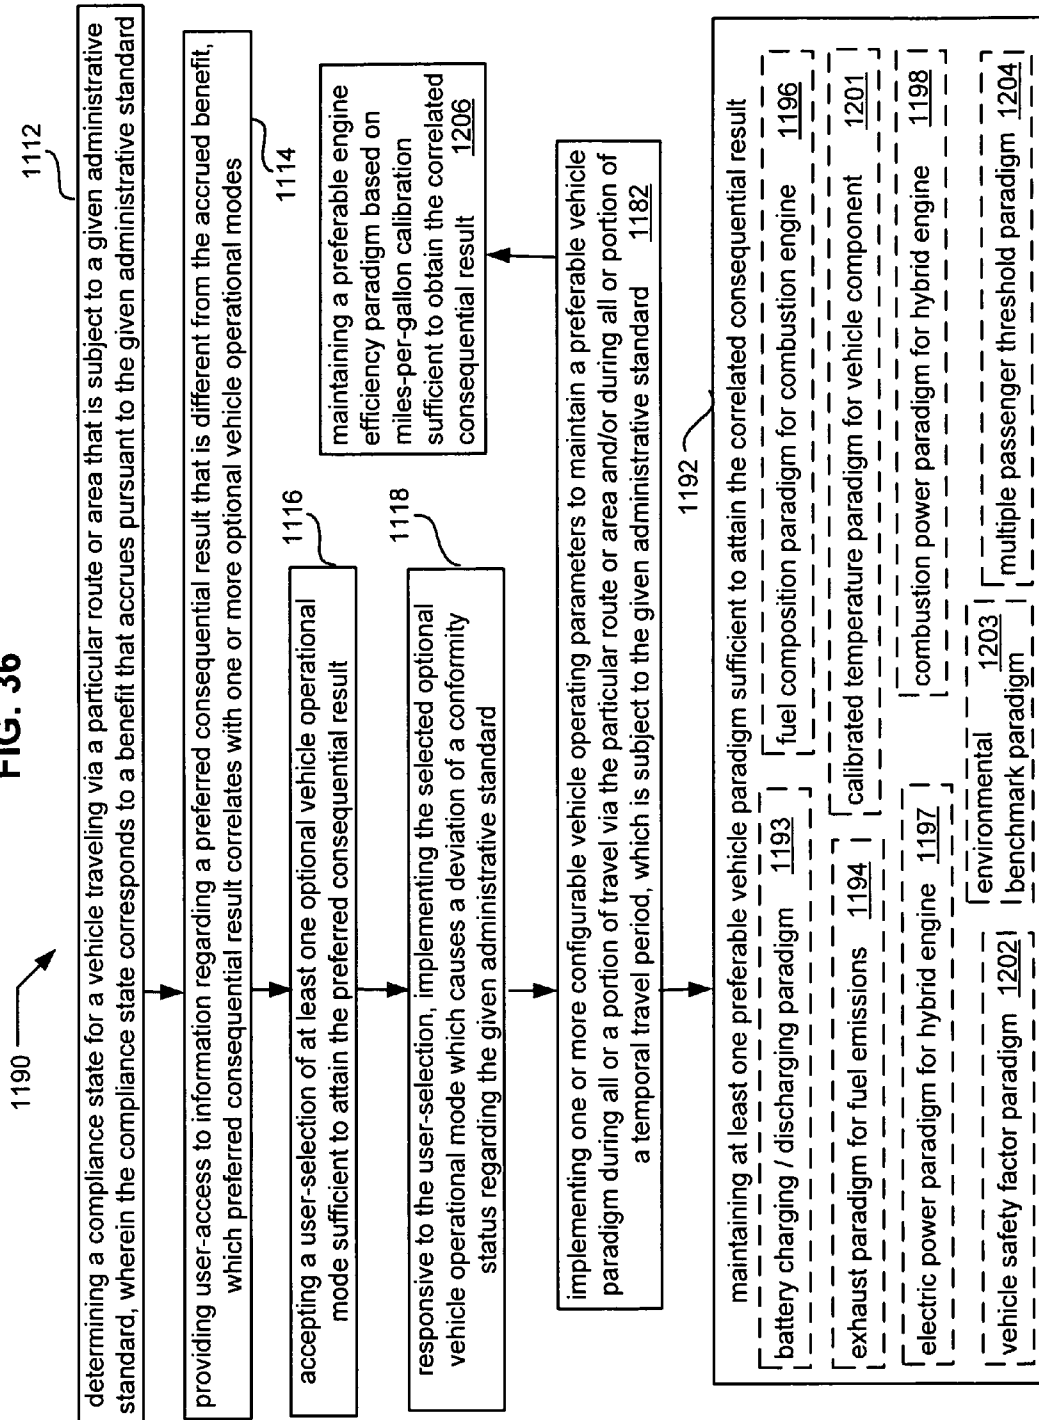 FIG. 36
1190
determining a compliance state for a vehicle traveling via a particular route or area that is subject to a given administrative
standard, wherein the compliance state corresponds to a benefit that accrues pursuant to the given administrative standard
1112
providing user-access to information regarding a preferred consequential result that is different from the accrued benefit,
which preferred consequential result correlates with one or more optional vehicle operational modes
1114
accepting a user-selection of at least one optional vehicle operational
mode sufficient to attain the preferred consequential result
1116
responsive to the user-selection, implementing the selected optional
vehicle operational mode which causes a deviation of a conformity
status regarding the given administrative standard
1118
maintaining a preferable engine
efficiency paradigm based on
miles-per-gallon calibration
sufficient to obtain the correlated
consequential result 1206
implementing one or more configurable vehicle operating parameters to maintain a preferable vehicle
paradigm during all or a portion of travel via the particular route or area and/or during all or portion of
a temporal travel period, which is subject to the given administrative standard 1182
1192
maintaining at least one preferable vehicle paradigm sufficient to attain the correlated consequential result
battery charging / discharging paradigm 1193
fuel composition paradigm for combustion engine 1196
exhaust paradigm for fuel emissions 1194
calibrated temperature paradigm for vehicle component 1201
electric power paradigm for hybrid engine 1197
combustion power paradigm for hybrid engine 1198
vehicle safety factor paradigm 1202
environmental 1203
benchmark paradigm
multiple passenger threshold paradigm 1204